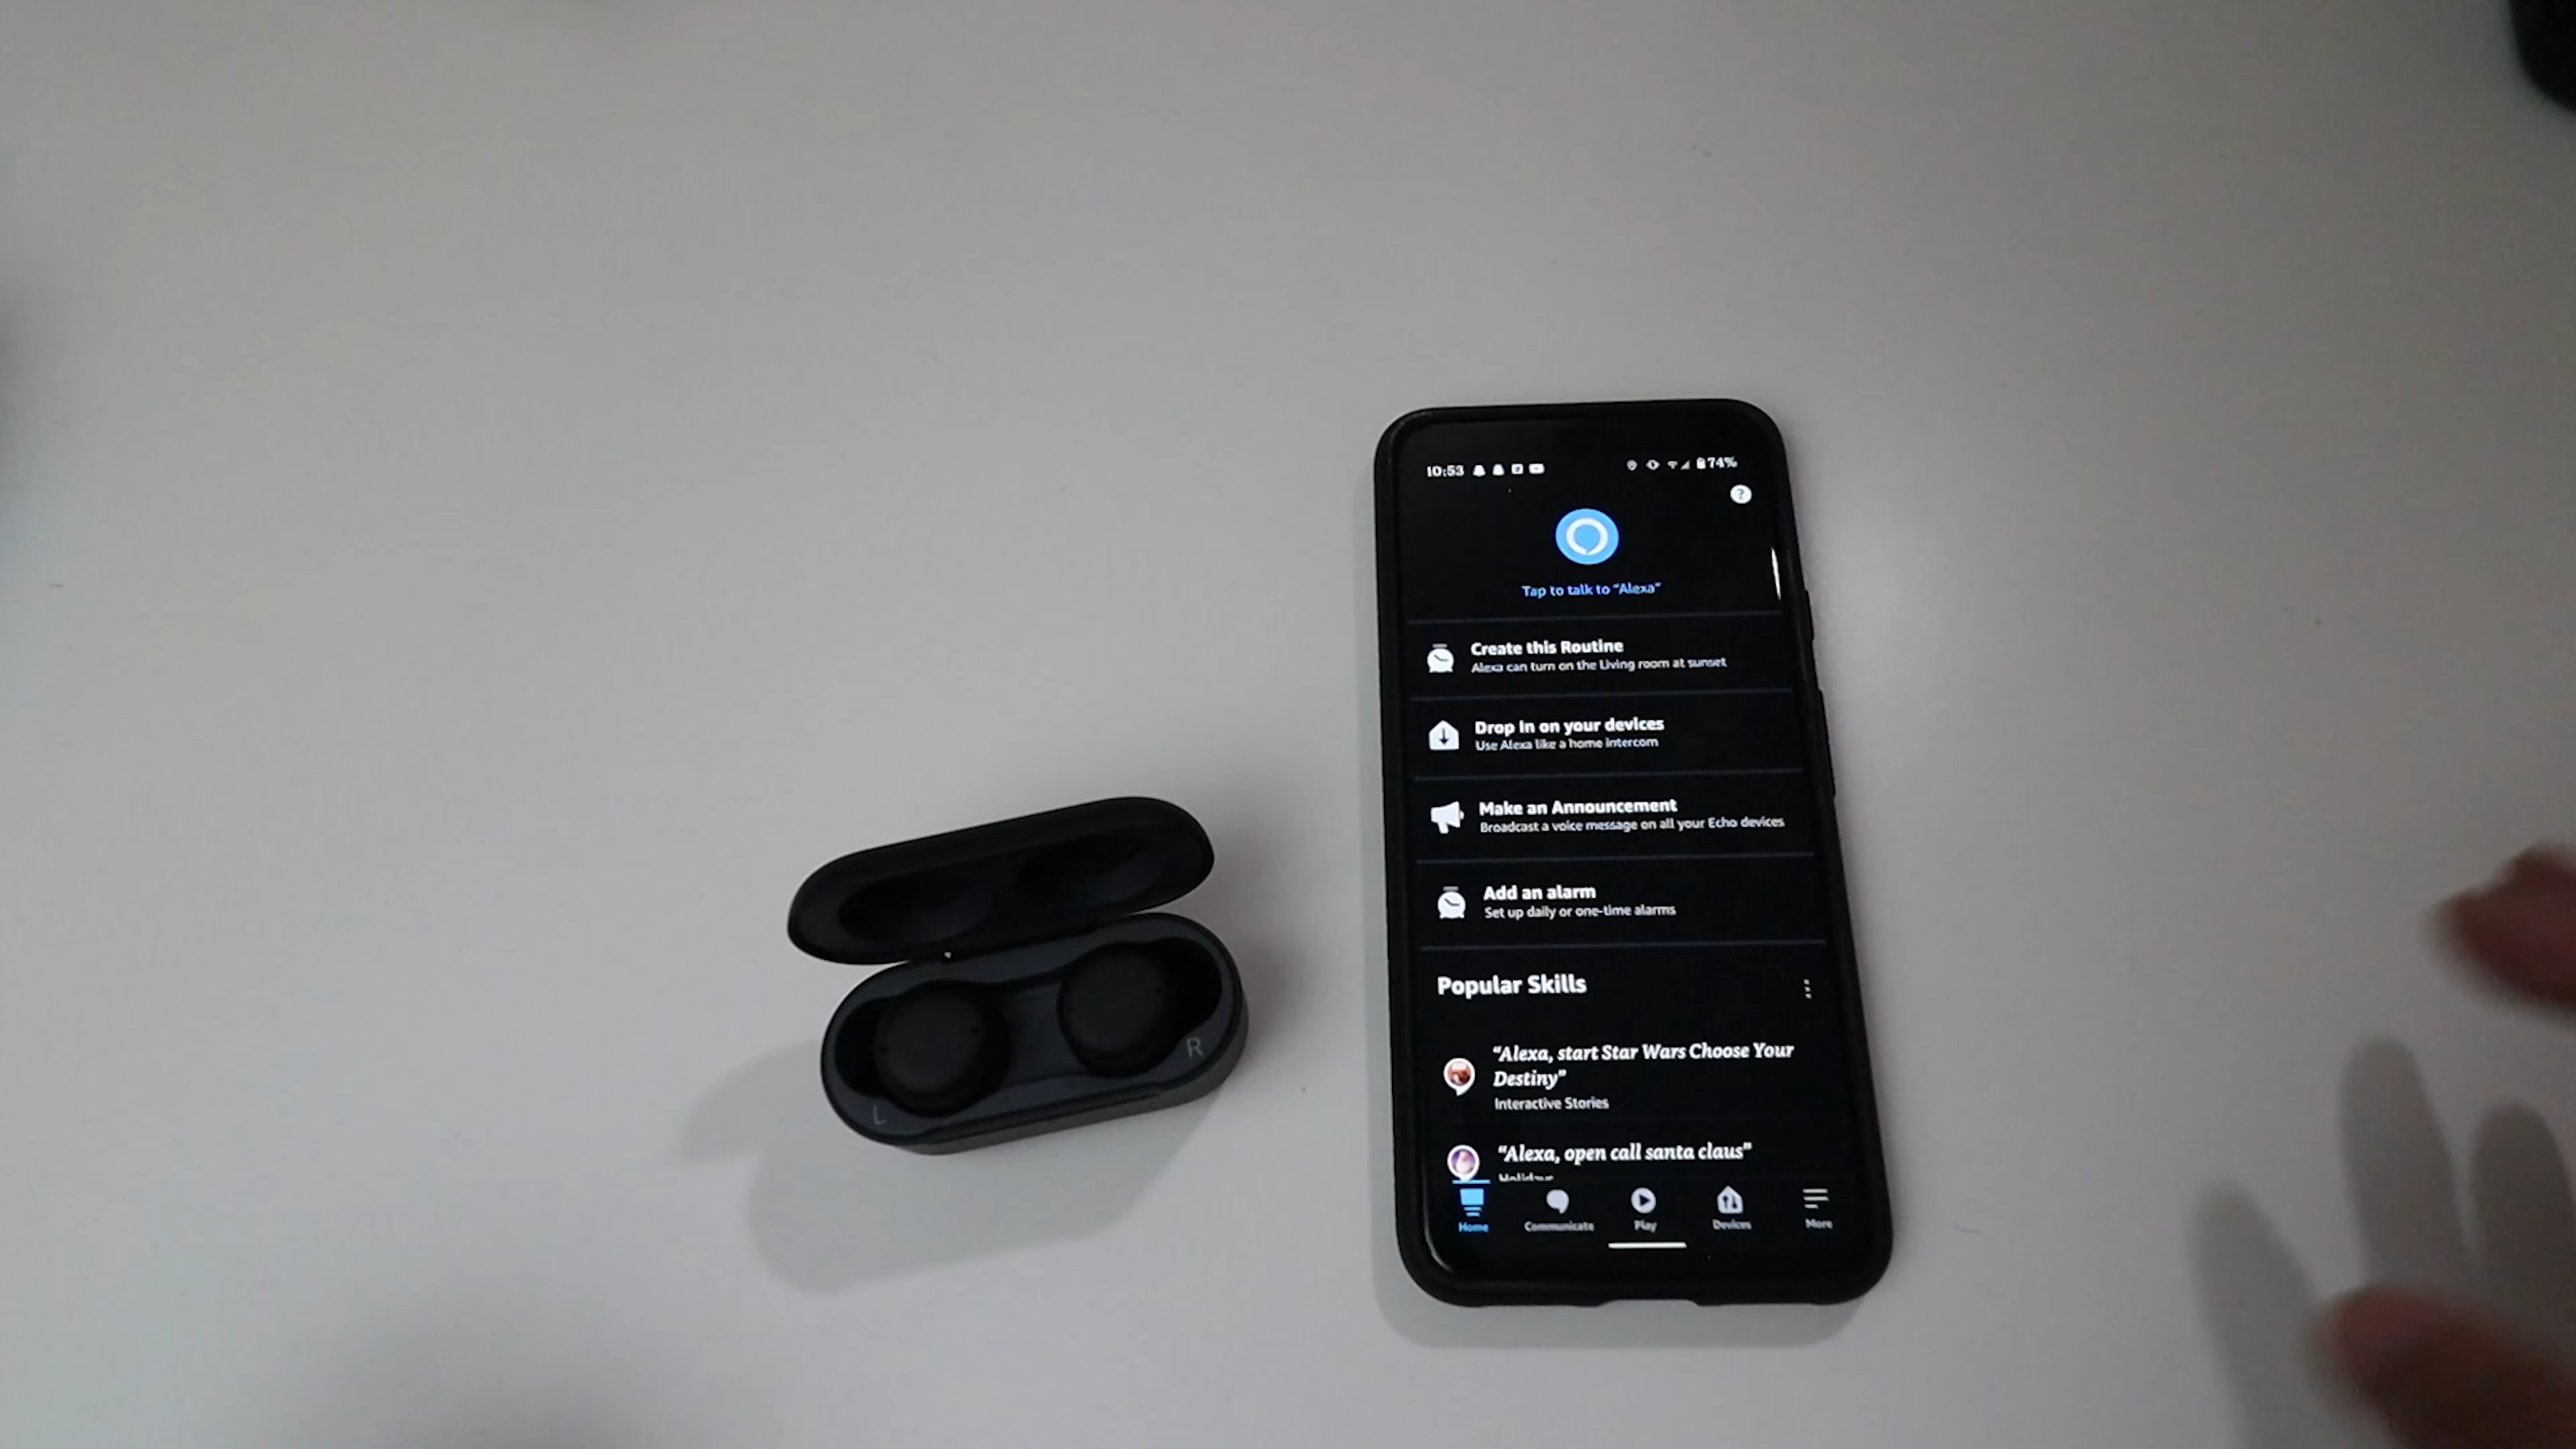 10:53
74%
?
Tap to talk to "Alexa"
Create this Routine
Alexa can turn on the Living room at sunset
Drop in on your devices
Use Alexa like a home intercom
Make an Announcement
Broadcast a voice message on all your Echo devices
Add an alarm
Set up daily or one-time alarms
Popular Skills
"Alexa, start Star Wars Choose Your
Destiny"
Interactive Stories
"Alexa, open call santa claus"
Home
Communicate
Play
Devices
More
L
R